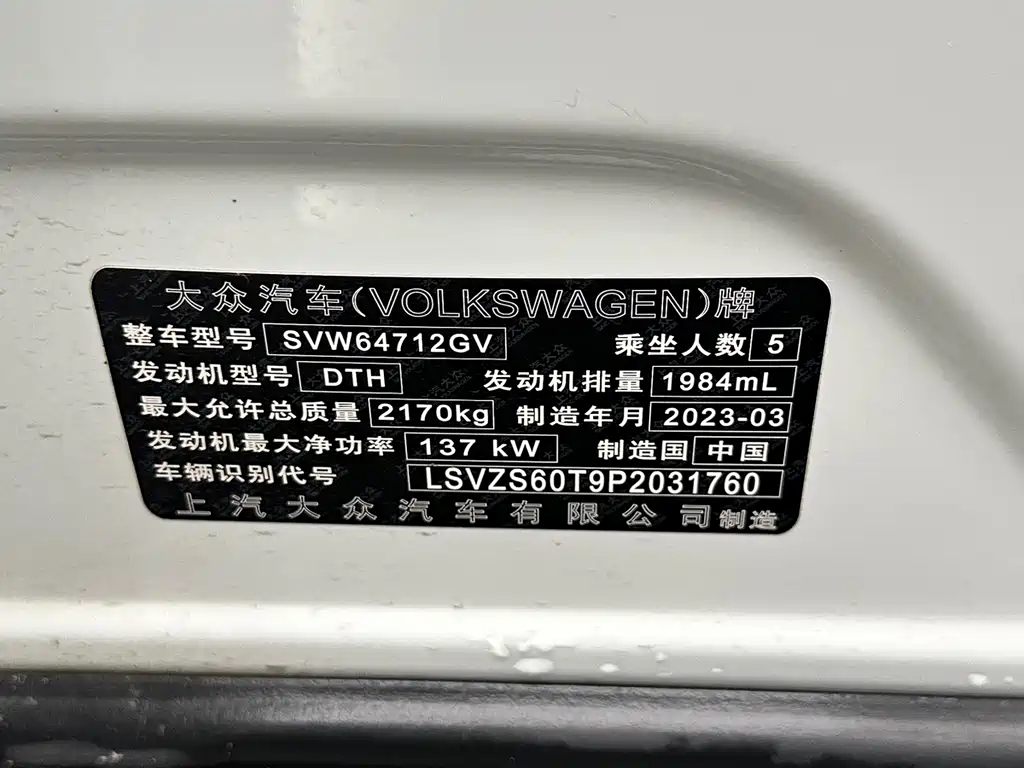 大众汽车(VOLKSWAGEN)牌
整车型号 SVW64712GV 乘坐人数 5
发动机型号 DTH 发动机排量 1984mL
最大允许总质量 2170kg 制造年月 2023-03
发动机最大净功率 137 kW 制造国 中国
车辆识别代号 LSVZS60T9P2031760
上汽大众汽车有限公司制造